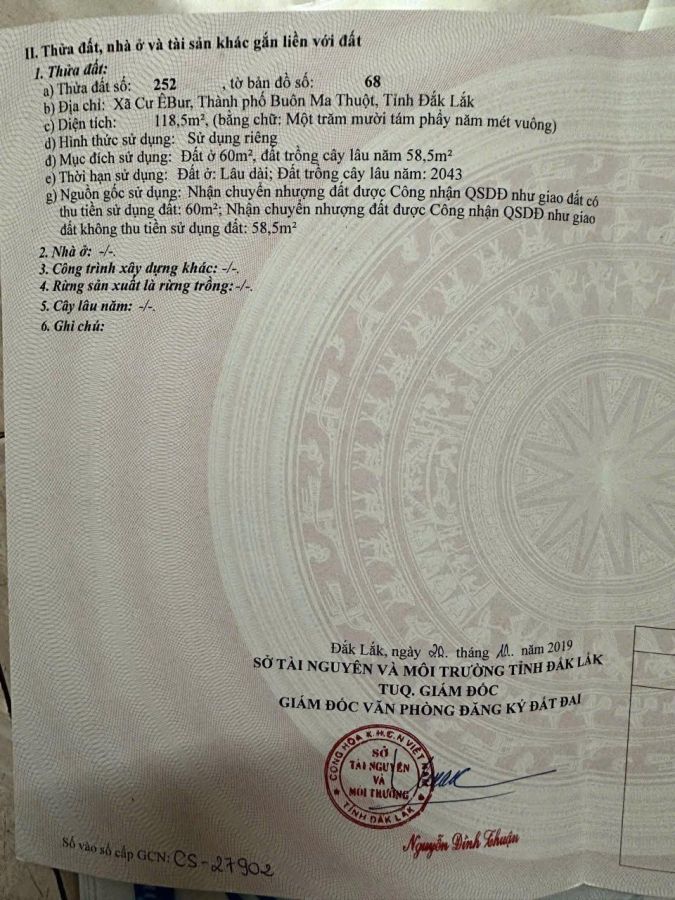 II. Thửa đất, nhà ở và tài sản khác gắn liền với đất
1. Thửa đất:
a) Thửa đất số: 252 , tờ bản đồ số: 68
b) Địa chỉ: Xã Cư ÊBur, Thành phố Buôn Ma Thuột, Tỉnh Đắk Lắk
c) Diện tích: 118,5m², (bằng chữ: Một trăm mười tám phẩy năm mét vuông)
d) Hình thức sử dụng: Sử dụng riêng
đ) Mục đích sử dụng: Đất ở 60m², đất trồng cây lâu năm 58,5m²
e) Thời hạn sử dụng: Đất ở: Lâu dài; Đất trồng cây lâu năm: 2043
g) Nguồn gốc sử dụng: Nhận chuyển nhượng đất được Công nhận QSDĐ như giao đất có
thu tiền sử dụng đất: 60m²; Nhận chuyển nhượng đất được Công nhận QSDĐ như giao
đất không thu tiền sử dụng đất: 58,5m²
2. Nhà ở: -/-.
3. Công trình xây dựng khác: -/-.
4. Rừng sản xuất là rừng trồng: -/-.
5. Cây lâu năm: -/-.
6. Ghi chú:
Đắk Lắk, ngày 20. tháng 11. năm 2019
SỞ TÀI NGUYÊN VÀ MÔI TRƯỜNG TỈNH ĐẮK LẮK
TUQ. GIÁM ĐỐC
GIÁM ĐỐC VĂN PHÒNG ĐĂNG KÝ ĐẤT ĐAI
CỘNG HÒA X.H.C.N VIỆT NAM
SỞ
TÀI NGUYÊN
VÀ
MÔI TRƯỜNG
TỈNH ĐẮK LẮK
Nguyễn Đình Thuận
Số vào sổ cấp GCN: CS-27902